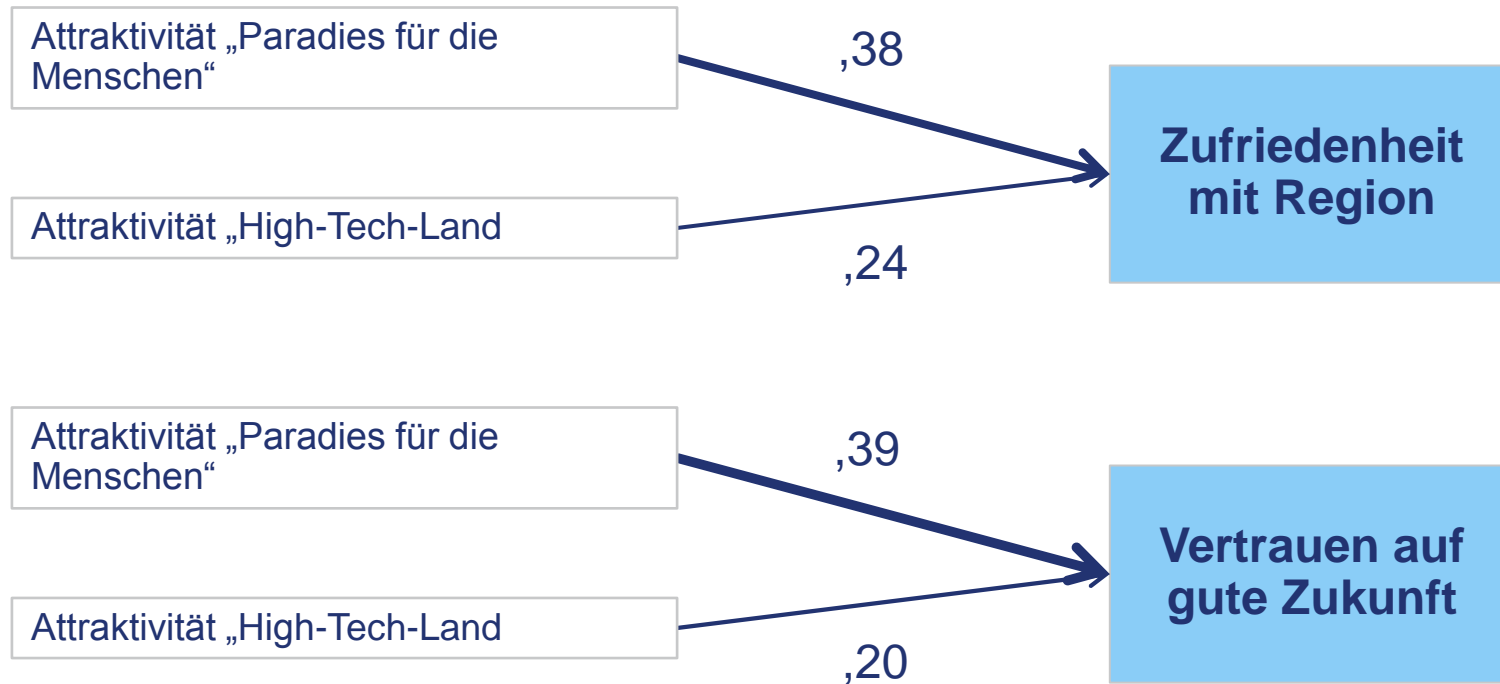 Attraktivität „Paradies für die
Menschen“
,38
Zufriedenheit
mit Region
Attraktivität „High-Tech-Land
,24
Attraktivität „Paradies für die
Menschen“
,39
Vertrauen auf
gute Zukunft
Attraktivität „High-Tech-Land
,20